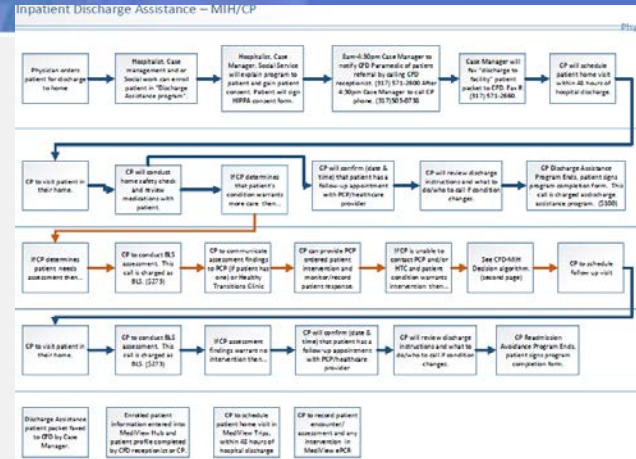 Inpatient Discharge Assistance – MIH/CP
Physician orders
patient for discharge
to home
Hospitalist, Case
management and/or
Social work can enroll
patient in "Discharge
Assistance program".
Hospitalist, Case
Manager, Social Service
will explain program to
patient and gain patient
consent. Patient will sign
HIPPA consent form.
8am-4:30pm Case Manager to
notify CFD Paramedic of patient
referral by calling CFD
receptionist. (317) 571-2600 After
4:30pm Case Manager to call CP
phone.
Case Manager will
fax "discharge to
facility" patient
packet to CFD. Fax #:
(317) 571-2660.
CP will schedule
patient home visit
within 48 hours of
hospital discharge.
CP to visit patient in
their home.
CP will conduct
home safety check
and review
medications with
patient.
If CP determines
that patient's
condition warrants
more care then...
CP will confirm (date &
time) that patient has a
follow-up appointment
with PCP/healthcare
provider
CP will review discharge
instructions and what to
do/who to call if condition
changes.
CP Discharge Assistance
Program Ends, patient signs
program completion form. This
call is charged as discharge
assistance program. ($100)
If CP determines
patient needs
assessment then...
CP to conduct BLS
assessment. This
call is charged as
BLS. ($275)
CP to communicate
assessment findings
to PCP (if patient has
one) or Healthy
Transitions Clinic
CP can provide PCP
ordered patient
intervention and
monitor/record
patient response.
If CP is unable to
contact PCP and/or
HTC and patient
condition warrants
intervention then...
See CFD-MIH
Decision algorithm.
(second page)
CP to schedule
follow up visit
CP to visit patient in
their home.
CP to conduct BLS
assessment. This
call is charged as
BLS. ($275)
If CP assessment
findings warrant no
intervention then...
CP will confirm (date &
time) that patient has a
follow-up appointment
with PCP/healthcare
provider
CP will review discharge
instructions and what to
do/who to call if condition
changes.
CP Readmission
Avoidance Program Ends,
patient signs program
completion form.
Discharge Assistance
patient packet faxed
to CFD by Case
Manager.
Enrolled patient
information entered into
MediView Hub and
patient profile completed
by CFD receptionist or CP.
CP to schedule
patient home visit in
MediView Trips,
within 48 hours of
hospital discharge
CP to record patient
encounter/
assessment and any
intervention in
MediView ePCR